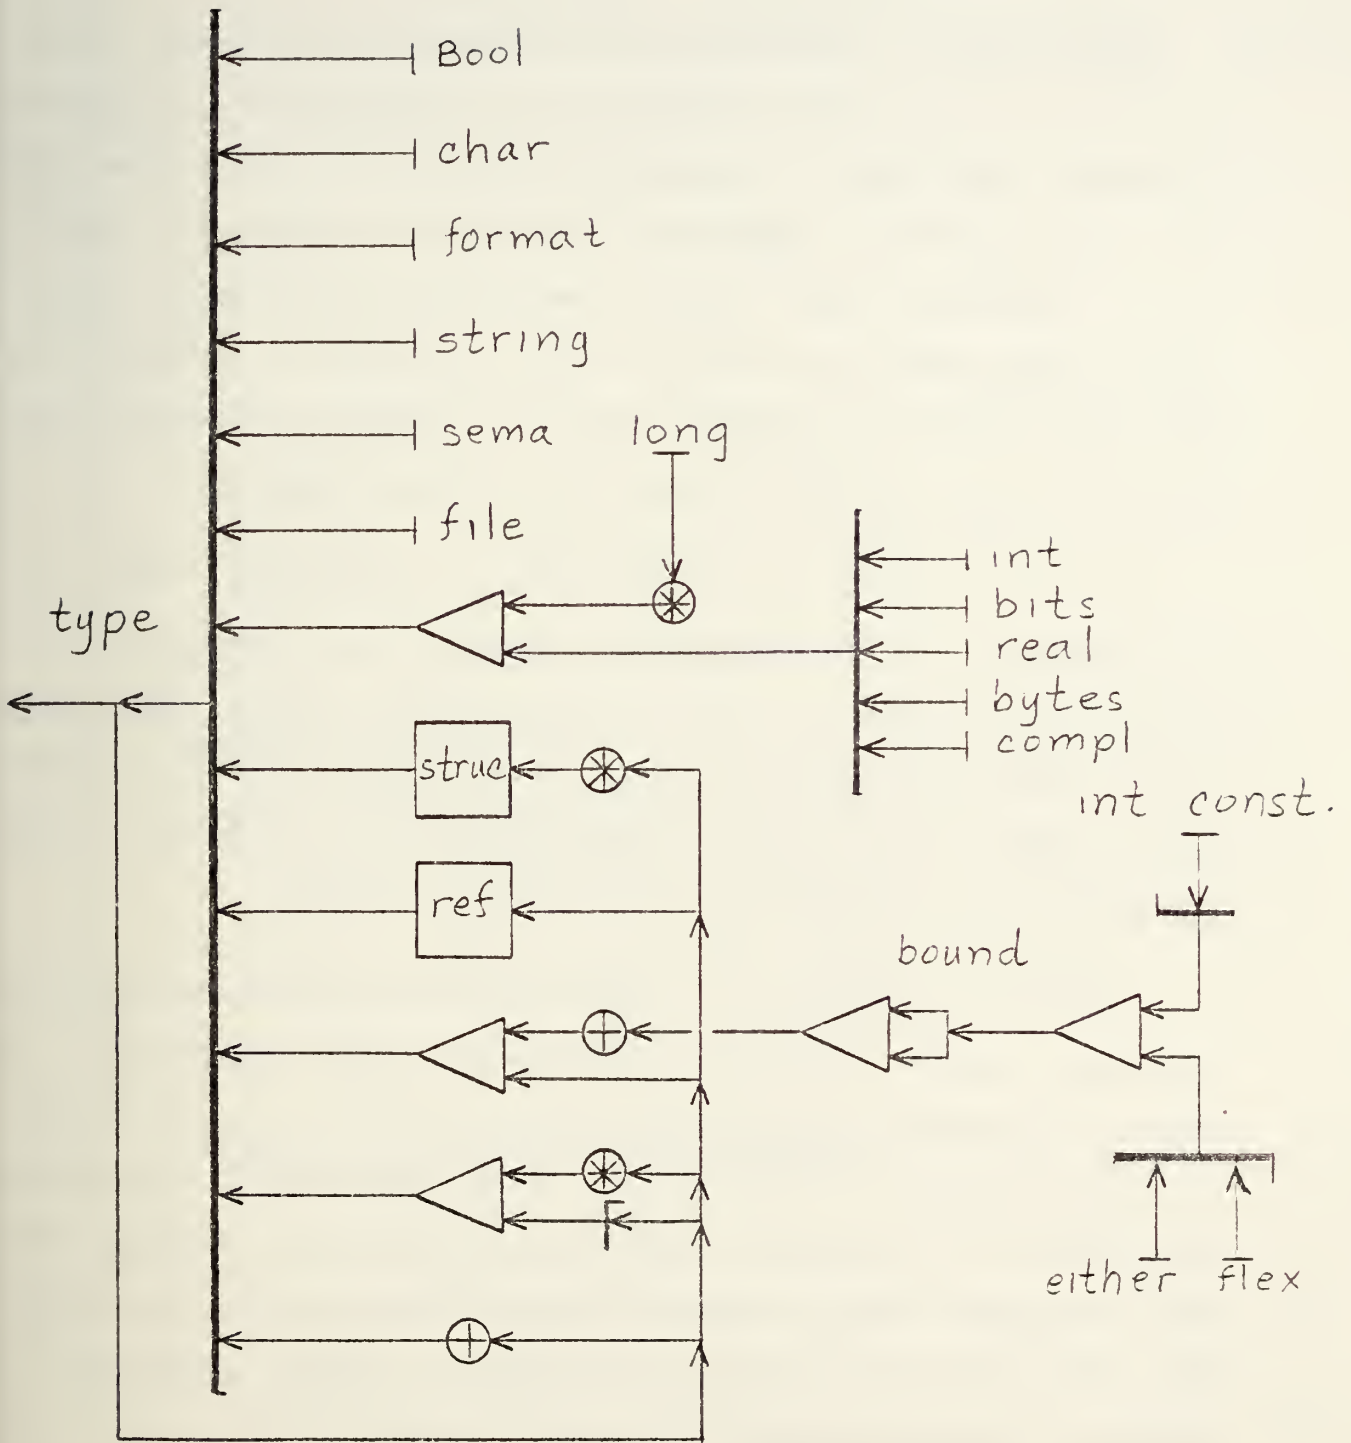 Bool
char
format
string
sema
long
file
int
type
bits
real
bytes
compl
struc
int const.
ref
bound
either flex